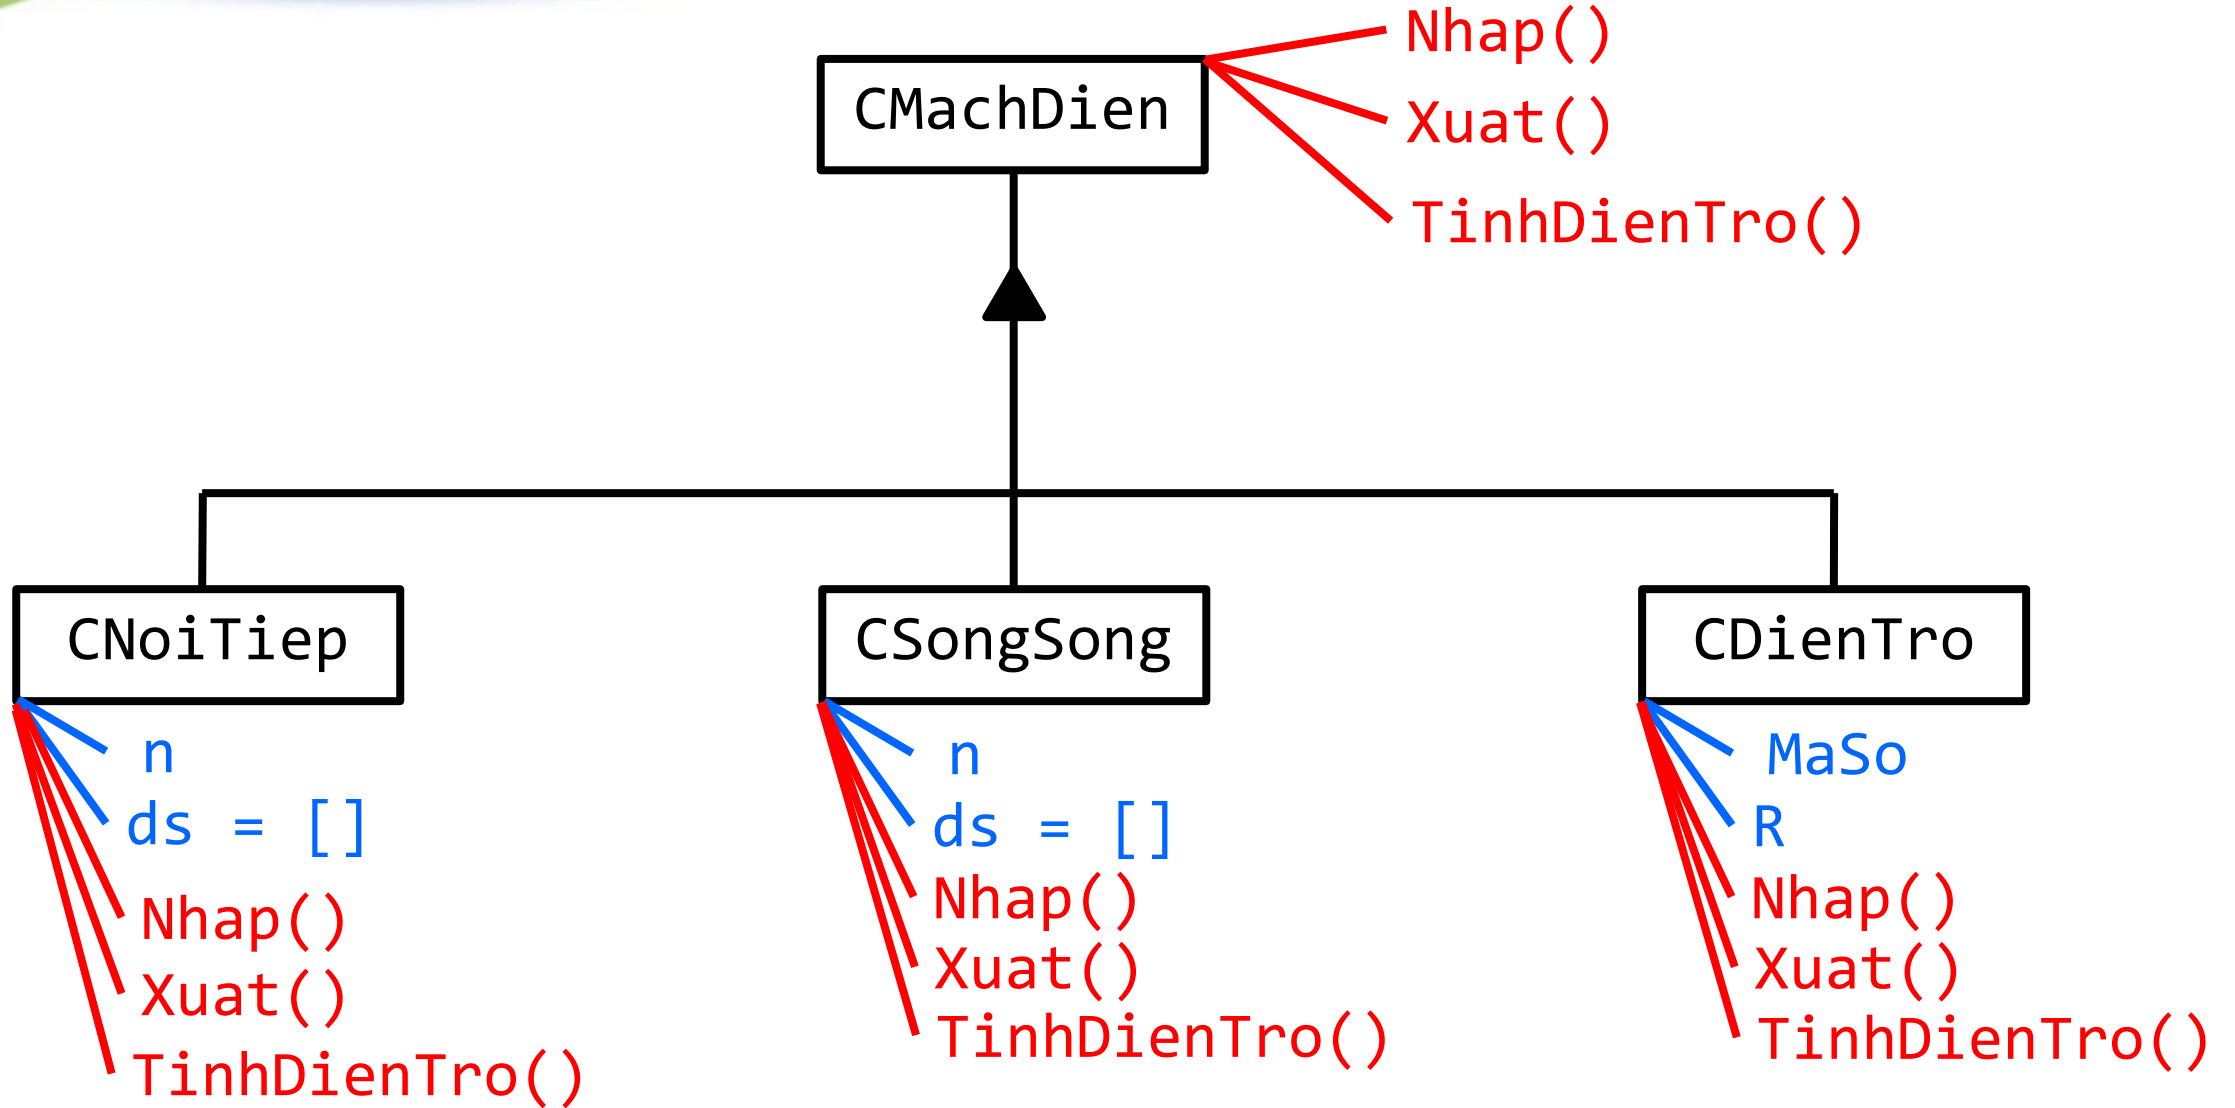 CMachDien
Nhap()
Xuat()
TinhDienTro()
CNoiTiep
n
ds = []
Nhap()
Xuat()
TinhDienTro()
CSongSong
n
ds = []
Nhap()
Xuat()
TinhDienTro()
CDienTro
MaSo
R
Nhap()
Xuat()
TinhDienTro()